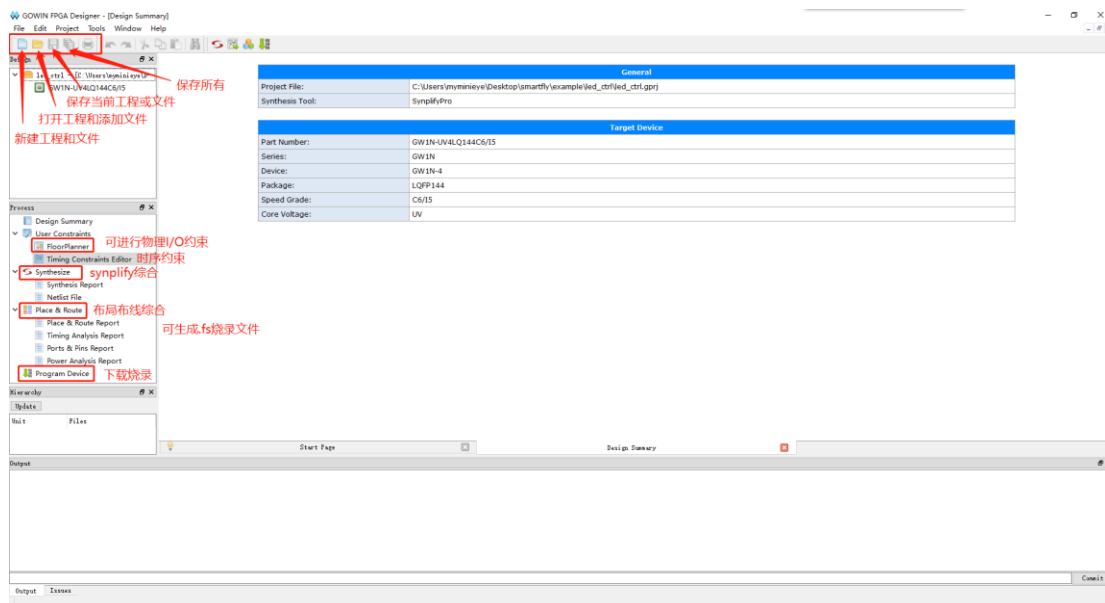 GOWIN FPGA Designer - [Design Summary]
File Edit Project Tools Window Help
Design
led_ctrl - [C:\Users\myminieye\D
GW1N-UV4LQ144C6/I5
保存所有
保存当前工程或文件
打开工程和添加文件
新建工程和文件
General
Project File: C:\Users\myminieye\Desktop\smartfly\example\led_ctrl\led_ctrl.gprj
Synthesis Tool: SynplifyPro
Target Device
Part Number: GW1N-UV4LQ144C6/I5
Series: GW1N
Device: GW1N-4
Package: LQFP144
Speed Grade: C6/I5
Core Voltage: UV
Process
Design Summary
User Constraints
FloorPlanner 可进行物理I/O约束
Timing Constraints Editor 时序约束
Synthesize synplify综合
Synthesis Report
Netlist File
Place & Route 布局布线综合
Place & Route Report
可生成.fs烧录文件
Timing Analysis Report
Ports & Pins Report
Power Analysis Report
Program Device 下载烧录
Hierarchy
Update
Unit Files
Start Page Design Summary
Output
Commit
Output Issues